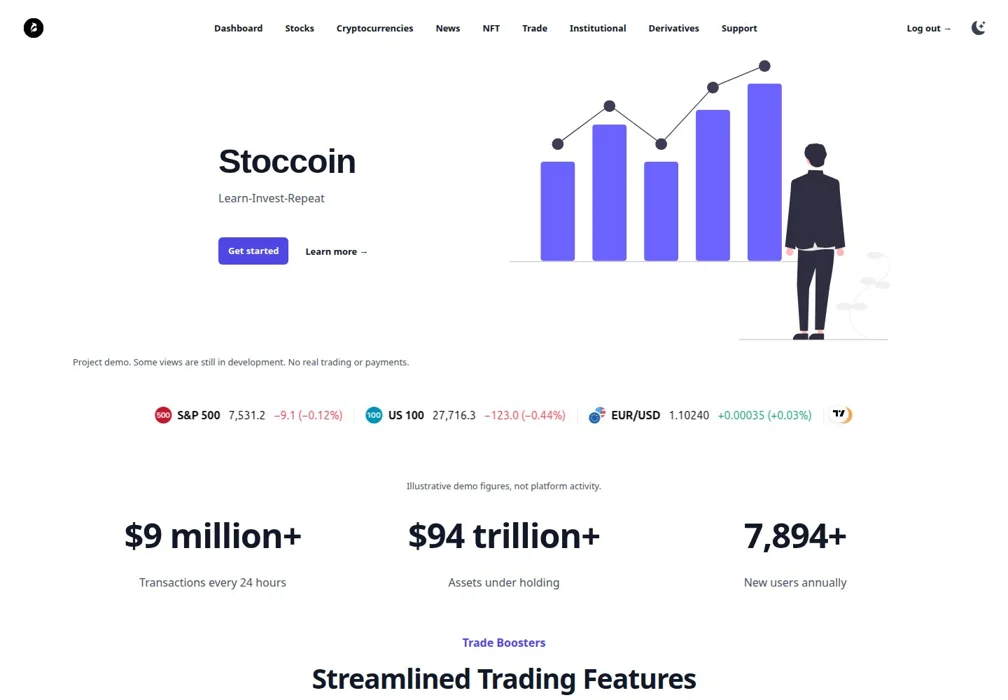 Dashboard Stocks Cryptocurrencies News NFT Trade Institutional Derivatives Support Log out →
Stoccoin
Learn-Invest-Repeat
Get started Learn more →
Project demo. Some views are still in development. No real trading or payments.
500 S&P 500 7,531.2 −9.1 (−0.12%) 100 US 100 27,716.3 −123.0 (−0.44%) EUR/USD 1.10240 +0.00035 (+0.03%)
Illustrative demo figures, not platform activity.
$9 million+ $94 trillion+ 7,894+
Transactions every 24 hours Assets under holding New users annually
Trade Boosters
Streamlined Trading Features